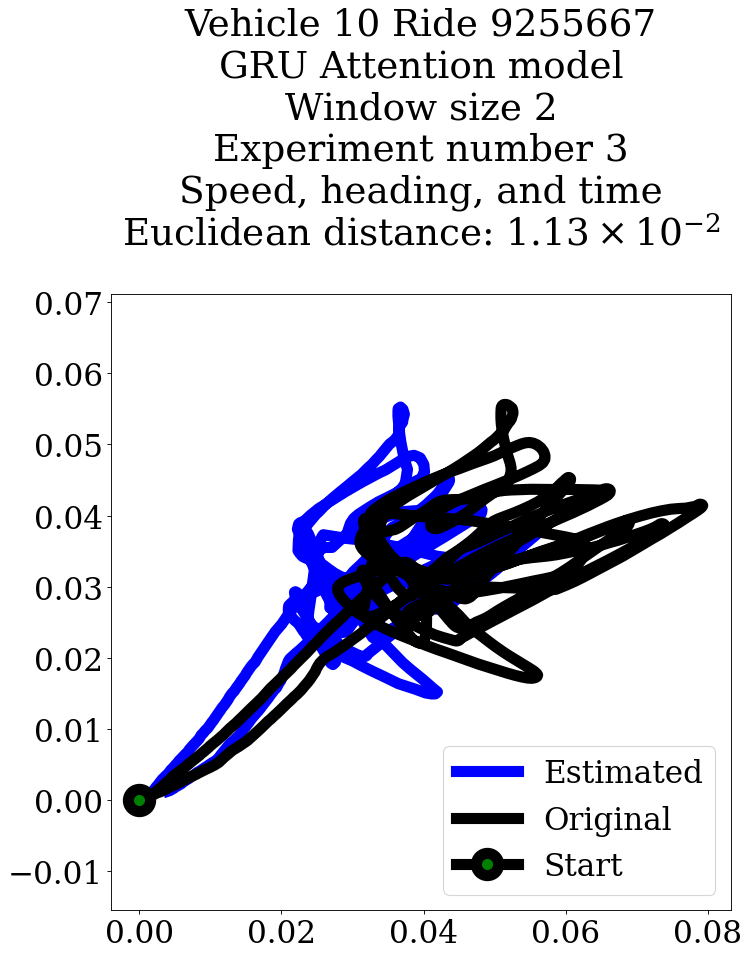 Vehicle 10 Ride 9255667
GRU Attention model
Window size 2
Experiment number 3
Speed, heading, and time
Euclidean distance: 1.13 × 10⁻²
0.07
0.06
0.05
0.04
0.03
0.02
0.01
0.00
−0.01
Estimated
Original
Start
0.00 0.02 0.04 0.06 0.08